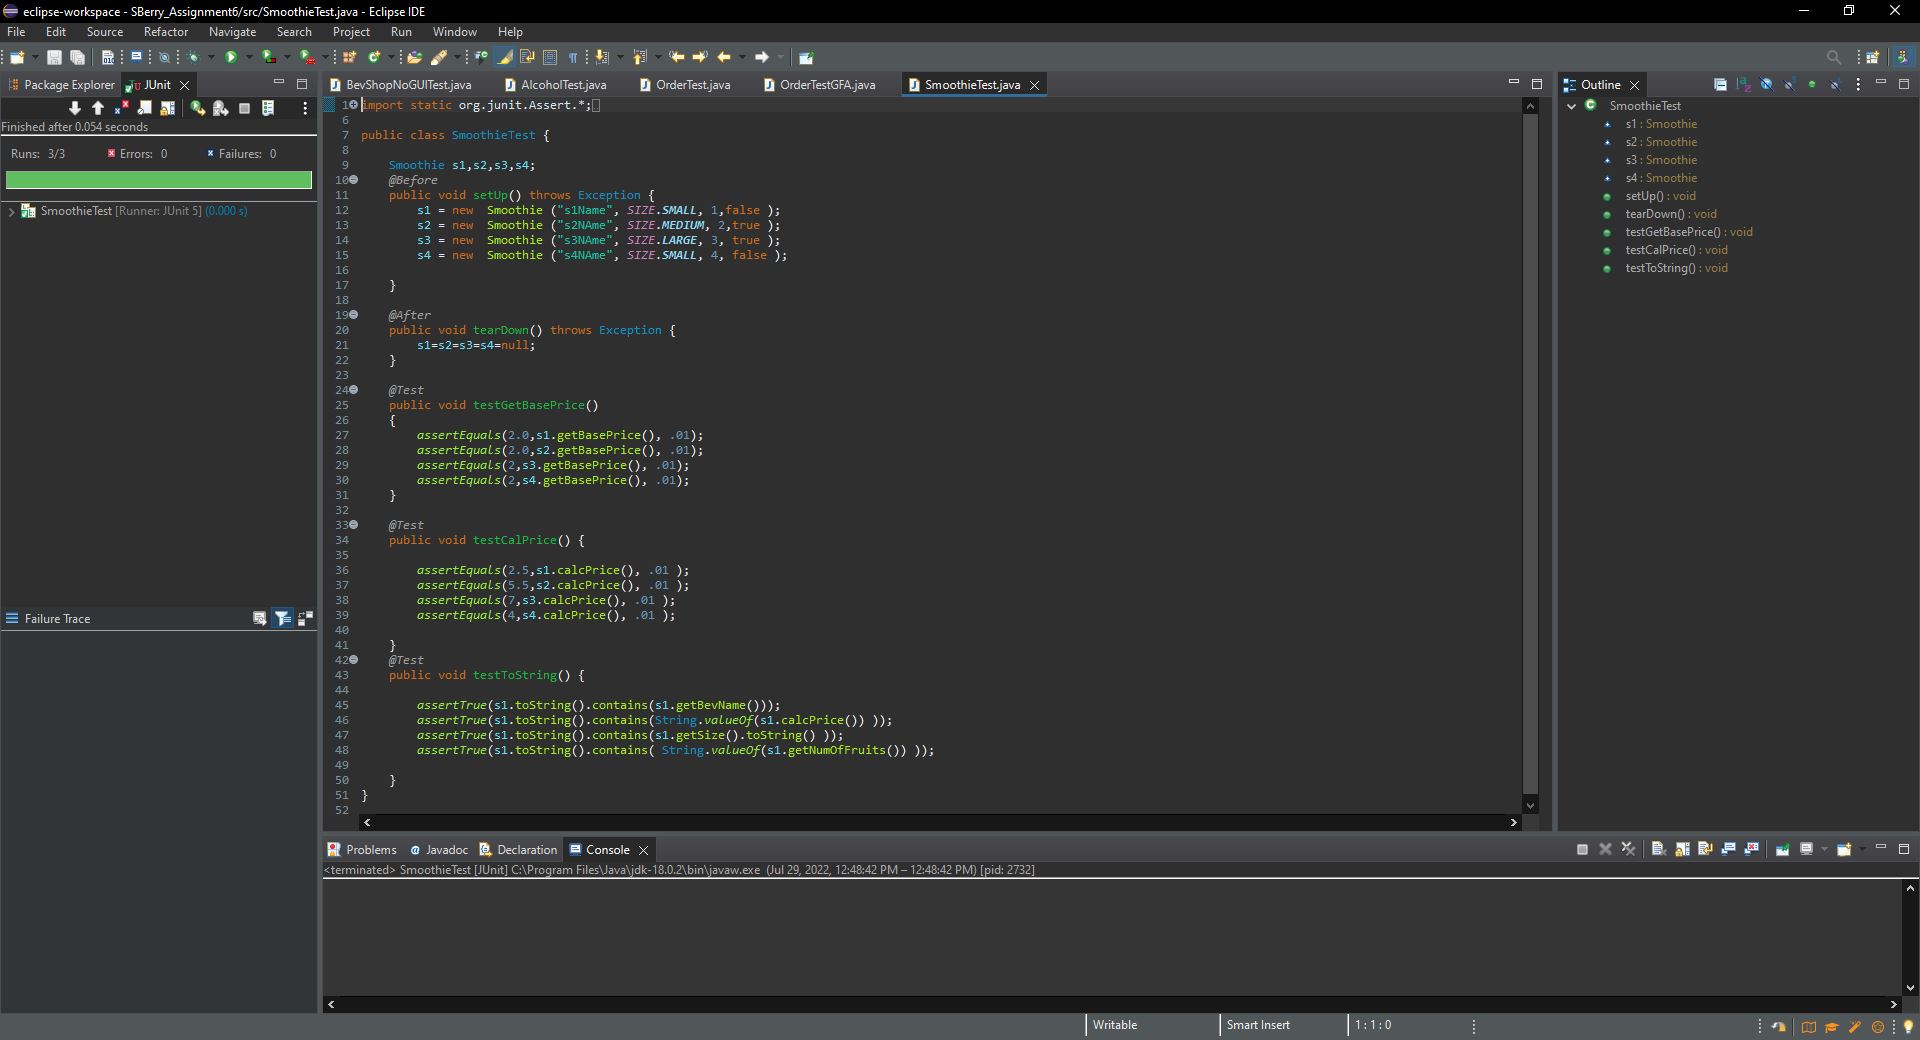 eclipse-workspace - SBerry_Assignment6/src/SmoothieTest.java - Eclipse IDE
File Edit Source Refactor Navigate Search Project Run Window Help
Package Explorer JUnit
Finished after 0.054 seconds
Runs: 3/3 Errors: 0 Failures: 0
SmoothieTest [Runner: JUnit 5] (0.000 s)
Failure Trace
BevShopNoGUITest.java AlcoholTest.java OrderTest.java OrderTestGFA.java SmoothieTest.java
1 import static org.junit.Assert.*;
6
7 public class SmoothieTest {
8
9 Smoothie s1,s2,s3,s4;
10 @Before
11 public void setUp() throws Exception {
12 s1 = new  Smoothie ("s1Name", SIZE.SMALL, 1,false );
13 s2 = new  Smoothie ("s2NAme", SIZE.MEDIUM, 2,true );
14 s3 = new  Smoothie ("s3NAme", SIZE.LARGE, 3, true );
15 s4 = new  Smoothie ("s4NAme", SIZE.SMALL, 4, false );
16
17 }
18
19 @After
20 public void tearDown() throws Exception {
21 s1=s2=s3=s4=null;
22 }
23
24 @Test
25 public void testGetBasePrice()
26 {
27 assertEquals(2.0,s1.getBasePrice(), .01);
28 assertEquals(2.0,s2.getBasePrice(), .01);
29 assertEquals(2,s3.getBasePrice(), .01);
30 assertEquals(2,s4.getBasePrice(), .01);
31 }
32
33 @Test
34 public void testCalPrice() {
35
36 assertEquals(2.5,s1.calcPrice(), .01 );
37 assertEquals(5.5,s2.calcPrice(), .01 );
38 assertEquals(7,s3.calcPrice(), .01 );
39 assertEquals(4,s4.calcPrice(), .01 );
40
41 }
42 @Test
43 public void testToString() {
44
45 assertTrue(s1.toString().contains(s1.getBevName()));
46 assertTrue(s1.toString().contains(String.valueOf(s1.calcPrice()) ));
47 assertTrue(s1.toString().contains(s1.getSize().toString() ));
48 assertTrue(s1.toString().contains( String.valueOf(s1.getNumOfFruits()) ));
49
50 }
51 }
52
Outline
SmoothieTest
s1 : Smoothie
s2 : Smoothie
s3 : Smoothie
s4 : Smoothie
setUp() : void
tearDown() : void
testGetBasePrice() : void
testCalPrice() : void
testToString() : void
Problems Javadoc Declaration Console
<terminated> SmoothieTest [JUnit] C:\Program Files\Java\jdk-18.0.2\bin\javaw.exe (Jul 29, 2022, 12:48:42 PM – 12:48:42 PM) [pid: 2732]
Writable Smart Insert 1 : 1 : 0